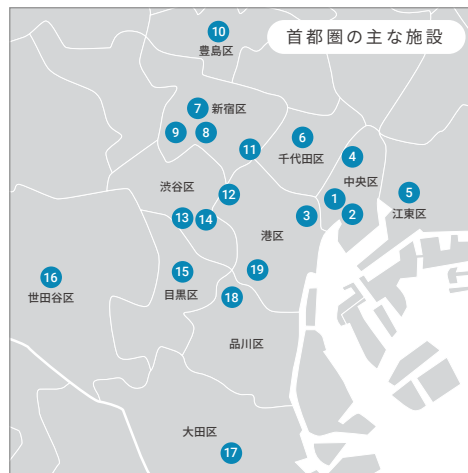 首都圏の主な施設
10
豊島区
7
新宿区
9
8
11
6
千代田区
4
中央区
5
江東区
渋谷区
12
1
2
3
13
14
港区
15
目黒区
19
18
16
世田谷区
品川区
大田区
17